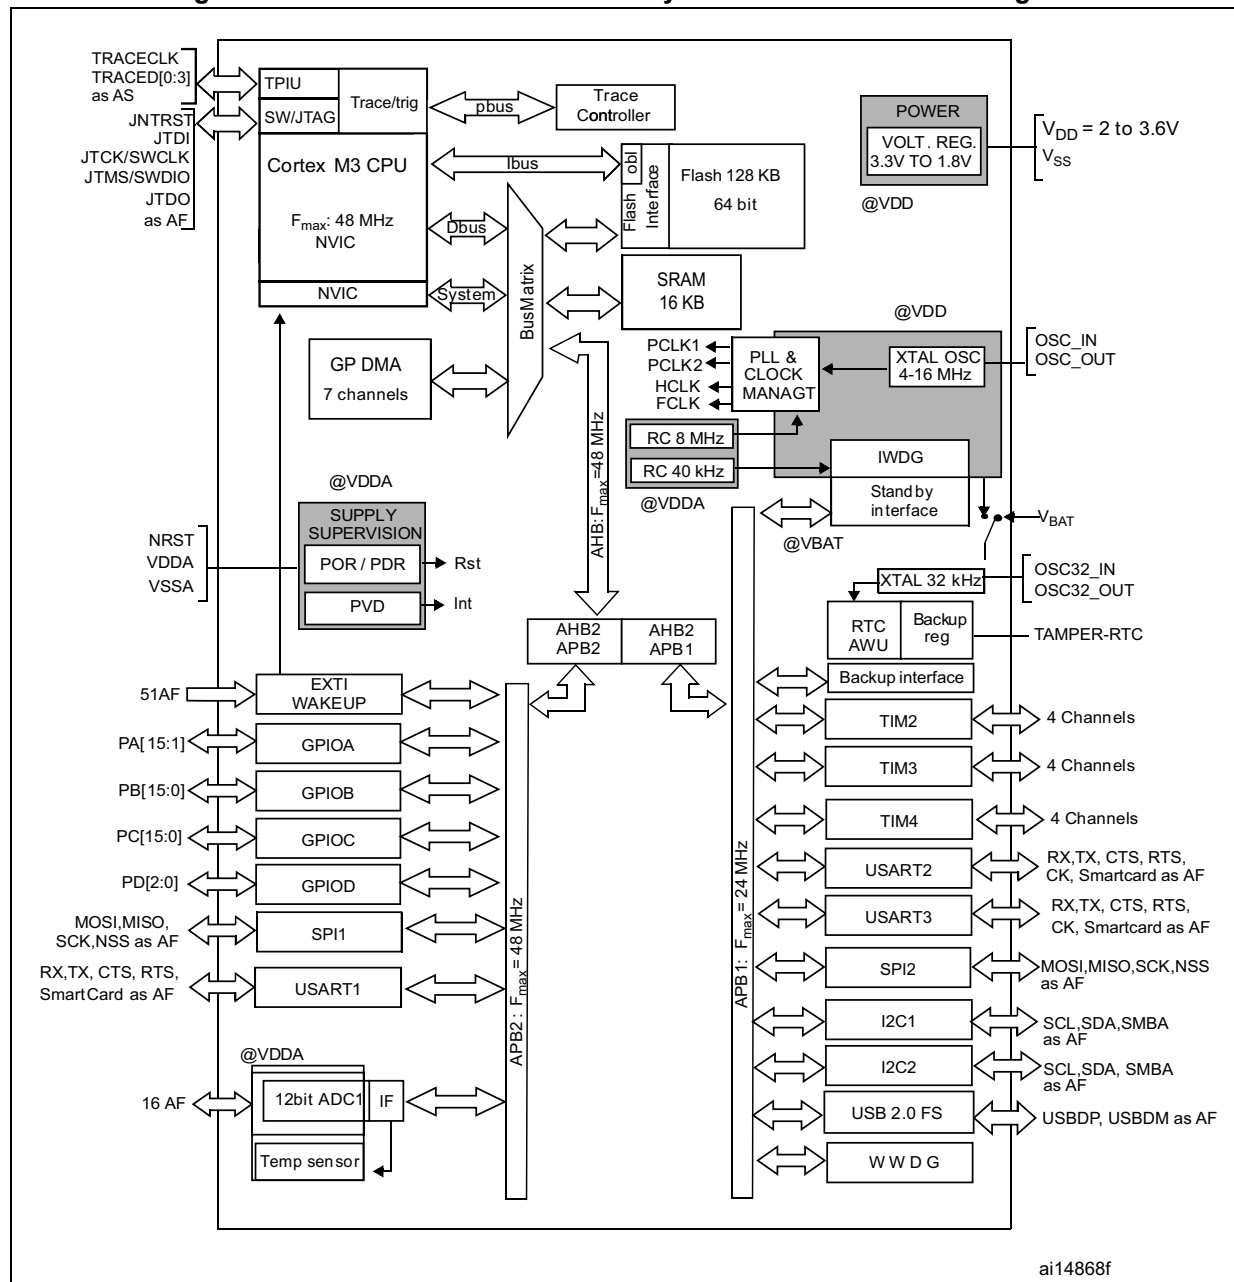 TRACECLK
TRACED[0:3]
as AS
JNTRST
JTDI
JTCK/SWCLK
JTMS/SWDIO
JTDO
as AF
TPIU
SW/JTAG
Trace/trig
pbus
Trace
Controller
Cortex M3 CPU
Fmax: 48 MHz
NVIC
NVIC
Ibus
Dbus
System
BusMatrix
Flash
obl
Interface
Flash 128 KB
64 bit
SRAM
16 KB
POWER
VOLT. REG.
3.3V TO 1.8V
@VDD
VDD = 2 to 3.6V
VSS
GP DMA
7 channels
AHB: Fmax=48 MHz
PCLK1
PCLK2
HCLK
FCLK
PLL &
CLOCK
MANAGT
@VDD
XTAL OSC
4-16 MHz
OSC_IN
OSC_OUT
RC 8 MHz
RC 40 kHz
@VDDA
IWDG
Stand by
interface
@VBAT
VBAT
@VDDA
SUPPLY
SUPERVISION
POR / PDR
PVD
Rst
Int
NRST
VDDA
VSSA
XTAL 32 kHz
OSC32_IN
OSC32_OUT
RTC
AWU
Backup
reg
TAMPER-RTC
Backup interface
AHB2
APB2
AHB2
APB1
51AF
EXTI
WAKEUP
PA[15:1]
GPIOA
PB[15:0]
GPIOB
PC[15:0]
GPIOC
PD[2:0]
GPIOD
MOSI,MISO,
SCK,NSS as AF
SPI1
RX,TX, CTS, RTS,
SmartCard as AF
USART1
APB2 : Fmax = 48 MHz
@VDDA
16 AF
12bit ADC1
IF
Temp sensor
APB1 : Fmax = 24 MHz
TIM2
4 Channels
TIM3
4 Channels
TIM4
4 Channels
USART2
RX,TX, CTS, RTS,
CK, Smartcard as AF
USART3
RX,TX, CTS, RTS,
CK, Smartcard as AF
SPI2
MOSI,MISO,SCK,NSS
as AF
I2C1
SCL,SDA,SMBA
as AF
I2C2
SCL,SDA, SMBA
as AF
USB 2.0 FS
USBDP, USBDM as AF
W W D G
ai14868f